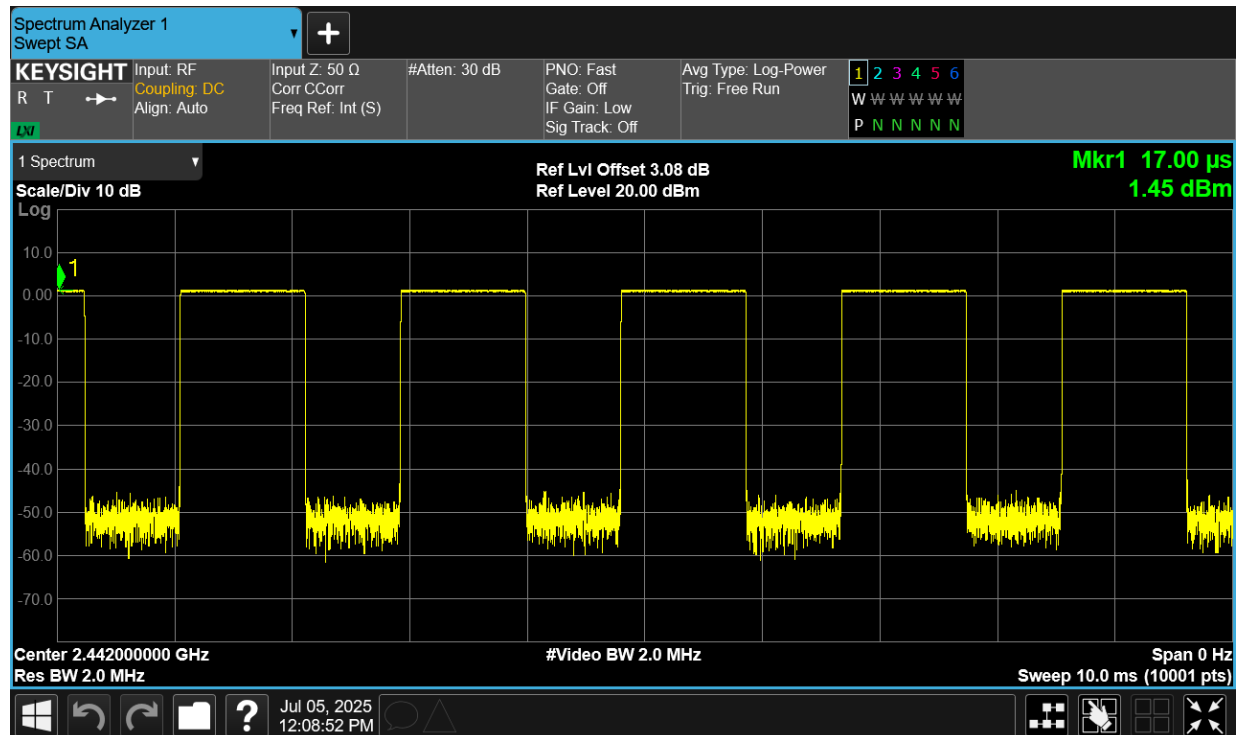 Spectrum Analyzer 1
Swept SA
+
KEYSIGHT
R T
LXI
Input: RF
Coupling: DC
Align: Auto
Input Z: 50 Ω
Corr CCorr
Freq Ref: Int (S)
#Atten: 30 dB
PNO: Fast
Gate: Off
IF Gain: Low
Sig Track: Off
Avg Type: Log-Power
Trig: Free Run
1 2 3 4 5 6
W W W W W W
P N N N N N
1 Spectrum
Scale/Div 10 dB
Log
Ref Lvl Offset 3.08 dB
Ref Level 20.00 dBm
Mkr1 17.00 µs
1.45 dBm
1
10.0
0.00
-10.0
-20.0
-30.0
-40.0
-50.0
-60.0
-70.0
Center 2.442000000 GHz
Res BW 2.0 MHz
#Video BW 2.0 MHz
Span 0 Hz
Sweep 10.0 ms (10001 pts)
?
Jul 05, 2025
12:08:52 PM